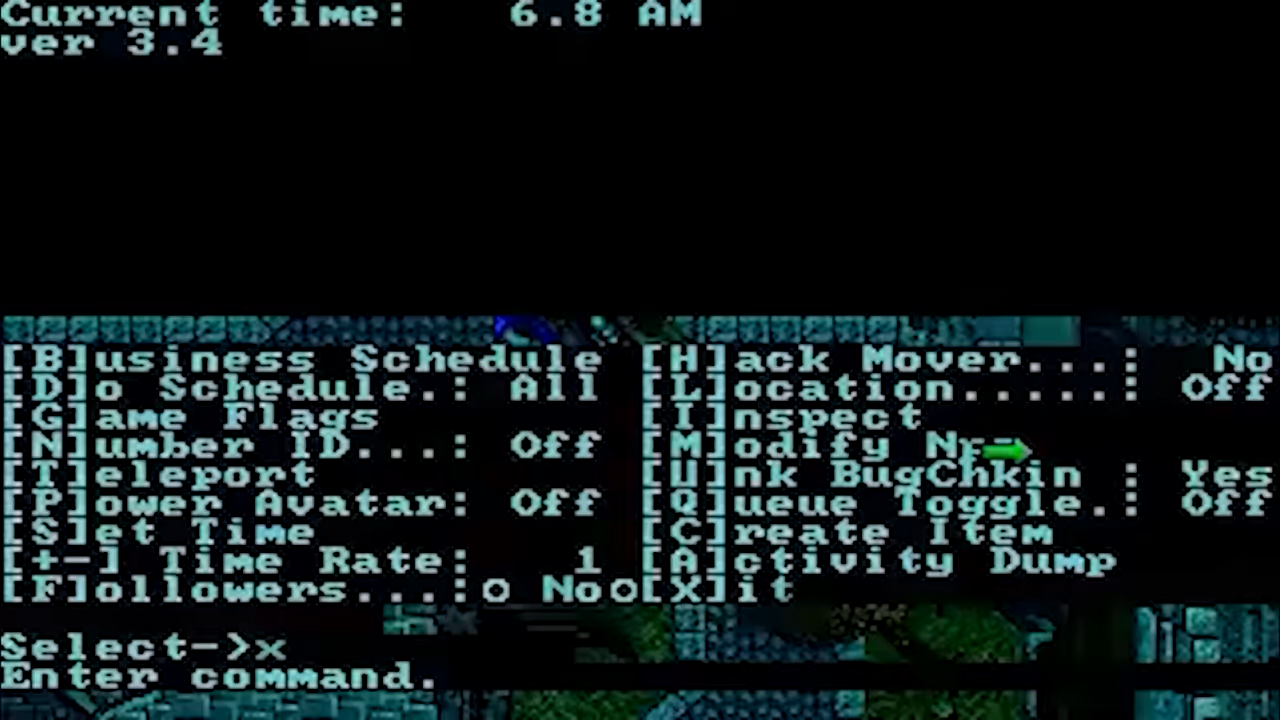 Current time: 6.8 AM
ver 3.4
[B]usiness Schedule [H]ack Mover...: No
[D]o Schedule.: All [L]ocation.....: Off
[G]ame Flags [I]nspect
[N]umber ID...: Off [M]odify
[T]eleport [U]nk BugChkin : Yes
[P]ower Avatar: Off [Q]ueue Toggle.: Off
[S]et Time [C]reate Item
[+-] Time Rate: 1 [A]ctivity Dump
[F]ollowers...: No [X]it
Select->x
Enter command.